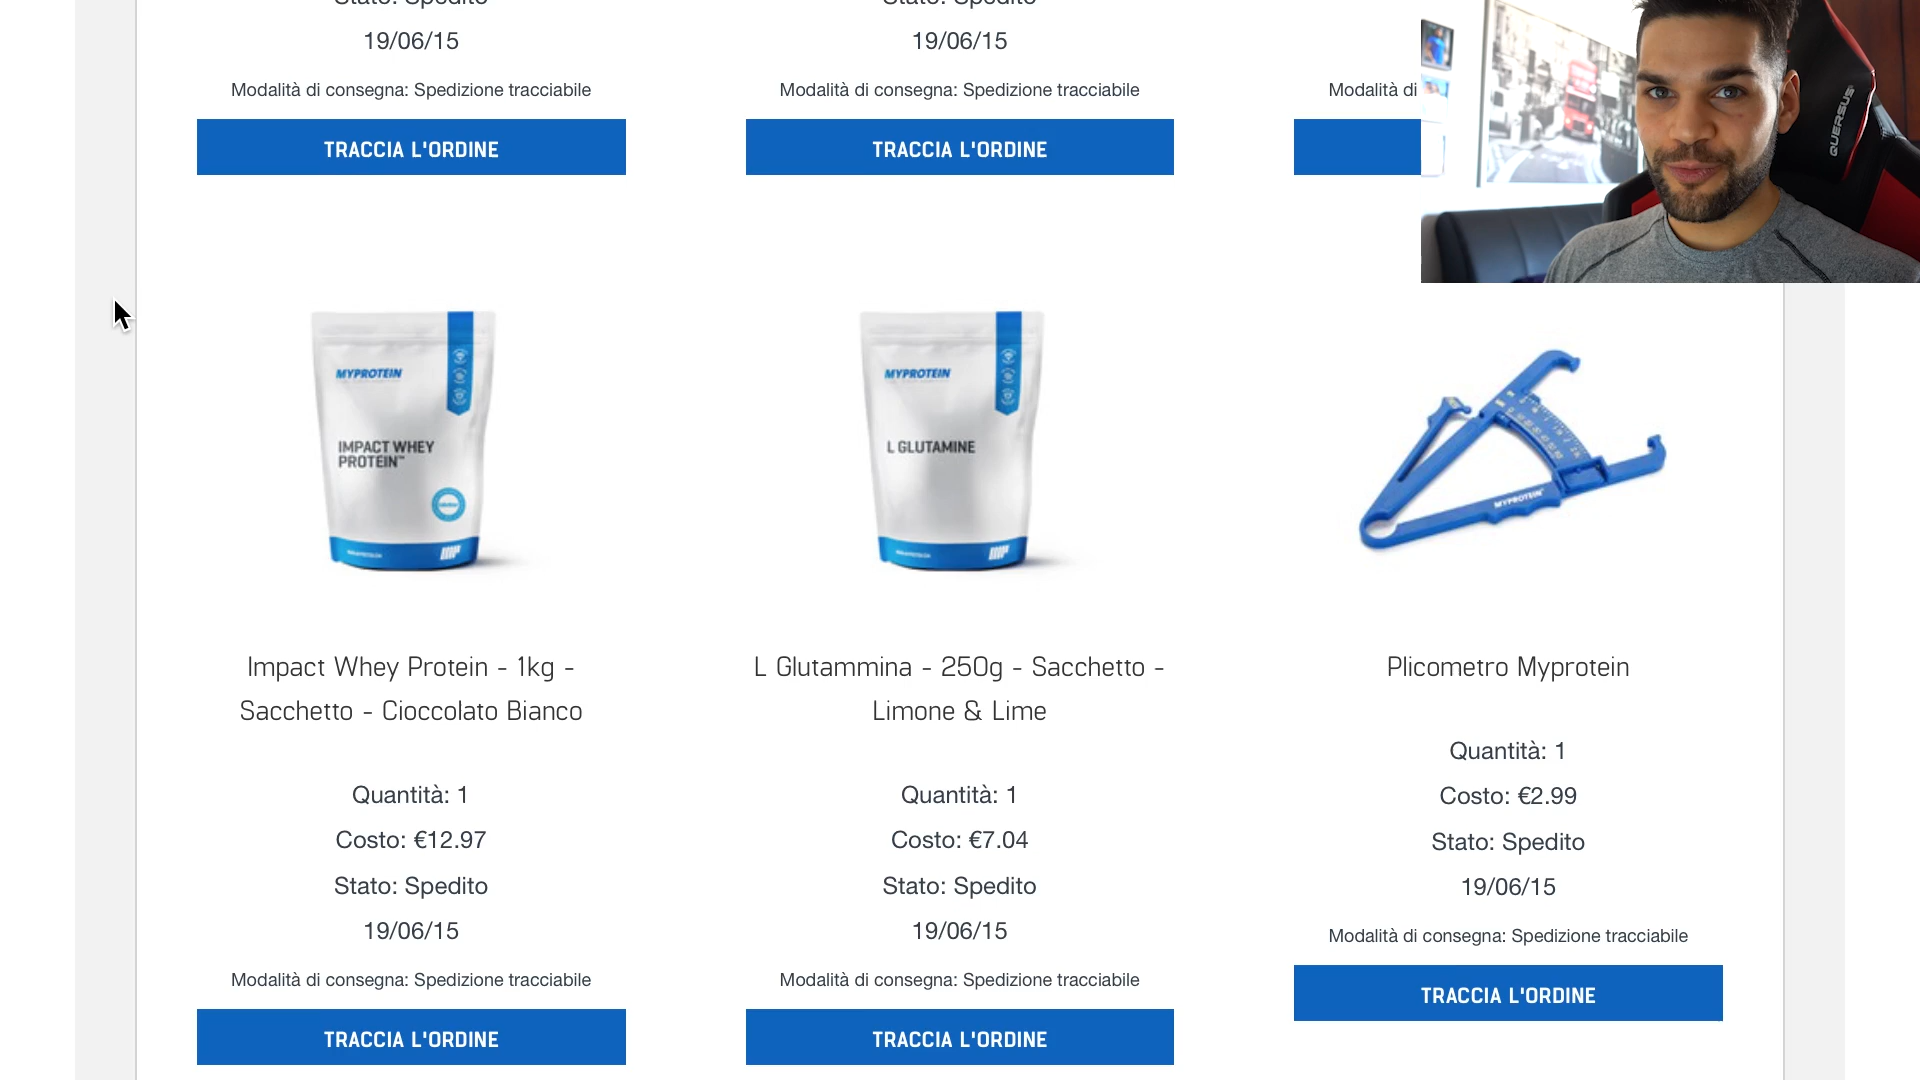 Stato: Spedito
Stato: Spedito
19/06/15
19/06/15
Modalità di consegna: Spedizione tracciabile
Modalità di consegna: Spedizione tracciabile
Modalità di
TRACCIA L'ORDINE
TRACCIA L'ORDINE
QUERSUS
MYPROTEIN
IMPACT WHEY
PROTEIN™
MYPROTEIN
L GLUTAMINE
MYPROTEIN
Impact Whey Protein - 1kg -
Sacchetto - Cioccolato Bianco
Quantità: 1
Costo: €12.97
Stato: Spedito
19/06/15
Modalità di consegna: Spedizione tracciabile
TRACCIA L'ORDINE
L Glutammina - 250g - Sacchetto -
Limone & Lime
Quantità: 1
Costo: €7.04
Stato: Spedito
19/06/15
Modalità di consegna: Spedizione tracciabile
TRACCIA L'ORDINE
Plicometro Myprotein
Quantità: 1
Costo: €2.99
Stato: Spedito
19/06/15
Modalità di consegna: Spedizione tracciabile
TRACCIA L'ORDINE